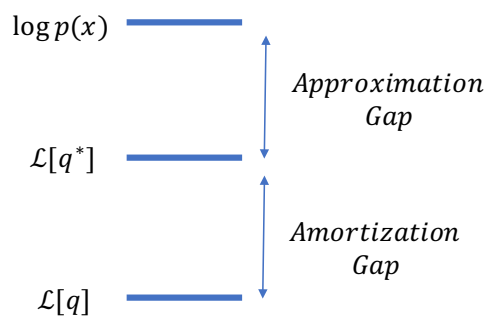 log p(x)
Approximation
Gap
ℒ[q*]
Amortization
Gap
ℒ[q]